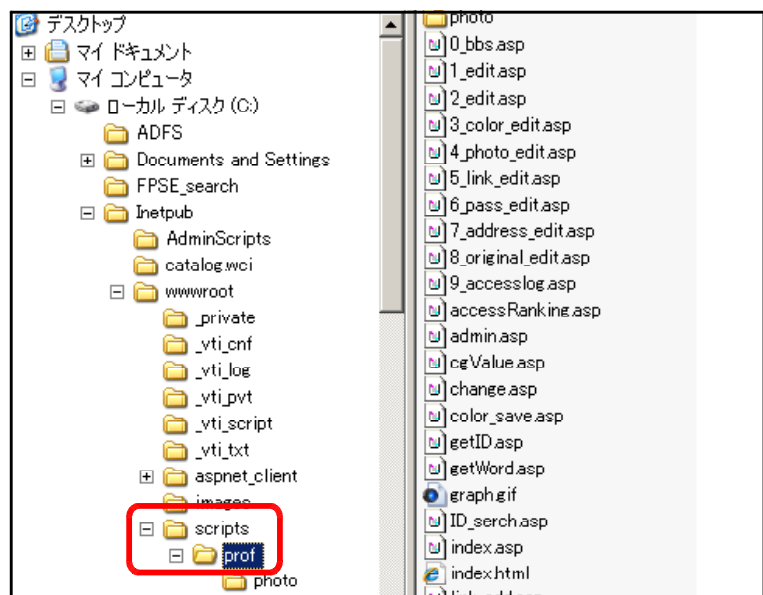 デスクトップ
マイ ドキュメント
マイ コンピュータ
ローカル ディスク (C:)
ADFS
Documents and Settings
FPSE_search
Inetpub
AdminScripts
catalog.wci
wwwroot
_private
_vti_cnf
_vti_log
_vti_pvt
_vti_script
_vti_txt
aspnet_client
images
scripts
prof
photo
photo
0_bbs.asp
1_edit.asp
2_edit.asp
3_color_edit.asp
4_photo_edit.asp
5_link_edit.asp
6_pass_edit.asp
7_address_edit.asp
8_original_edit.asp
9_accesslog.asp
accessRanking.asp
admin.asp
cgValue.asp
change.asp
color_save.asp
getID.asp
getWord.asp
graph.gif
ID_serch.asp
index.asp
index.html